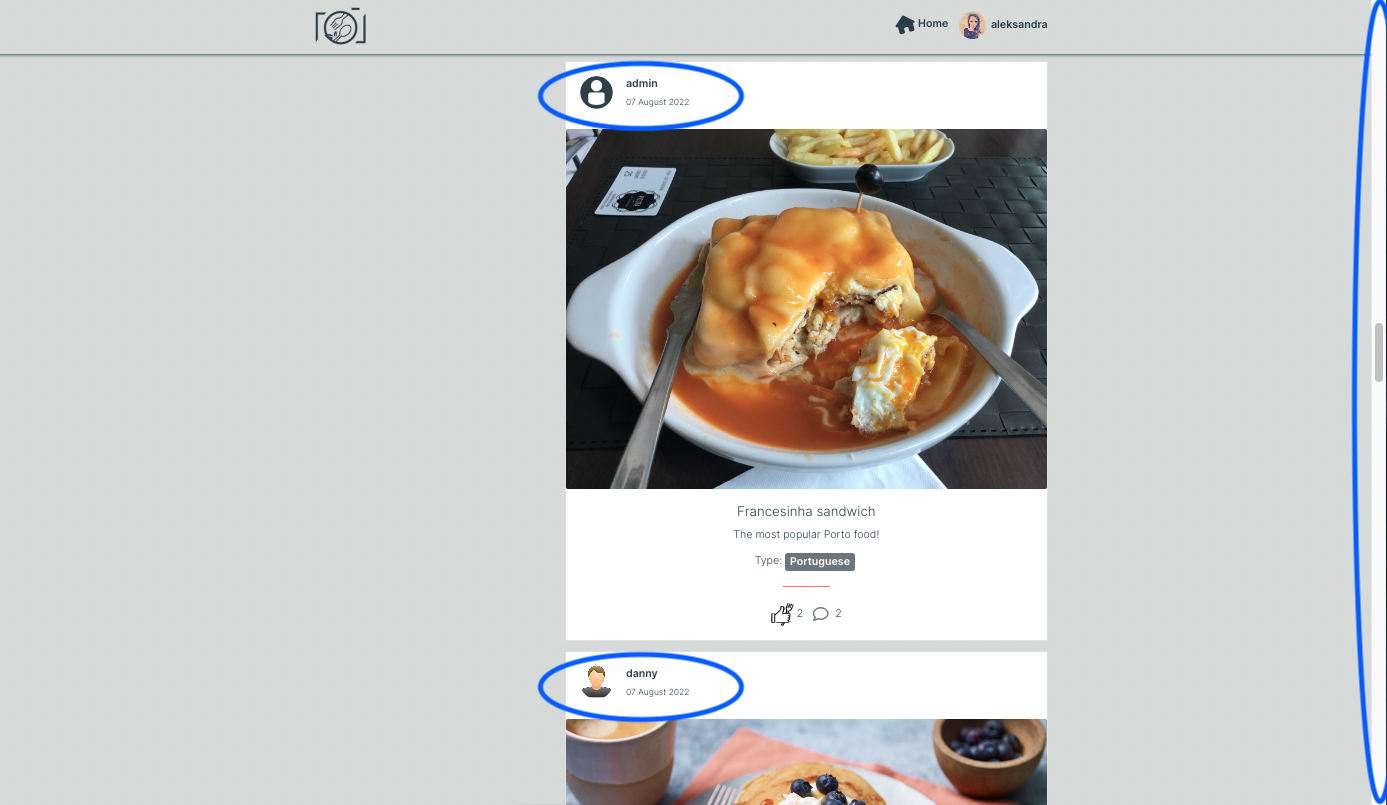 Home
aleksandra
admin
07 August 2022
Francesinha sandwich
The most popular Porto food!
Type: Portuguese
2 2
danny
07 August 2022